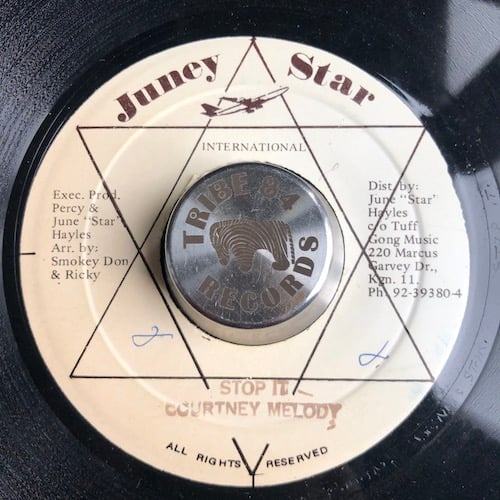 Juney Star
INTERNATIONAL
Exec. Prod.
Percy &
June "Star"
Hayles
Arr. by:
Smokey Don
& Ricky
TRIBE 84
RECORDS
Dist by:
June "Star"
Hayles
c/o Tuff
Gong Music
220 Marcus
Garvey Dr.,
Kgn. 11.
Ph. 92-39380-4
STOP IT
COURTNEY MELODY
ALL RIGHTS RESERVED